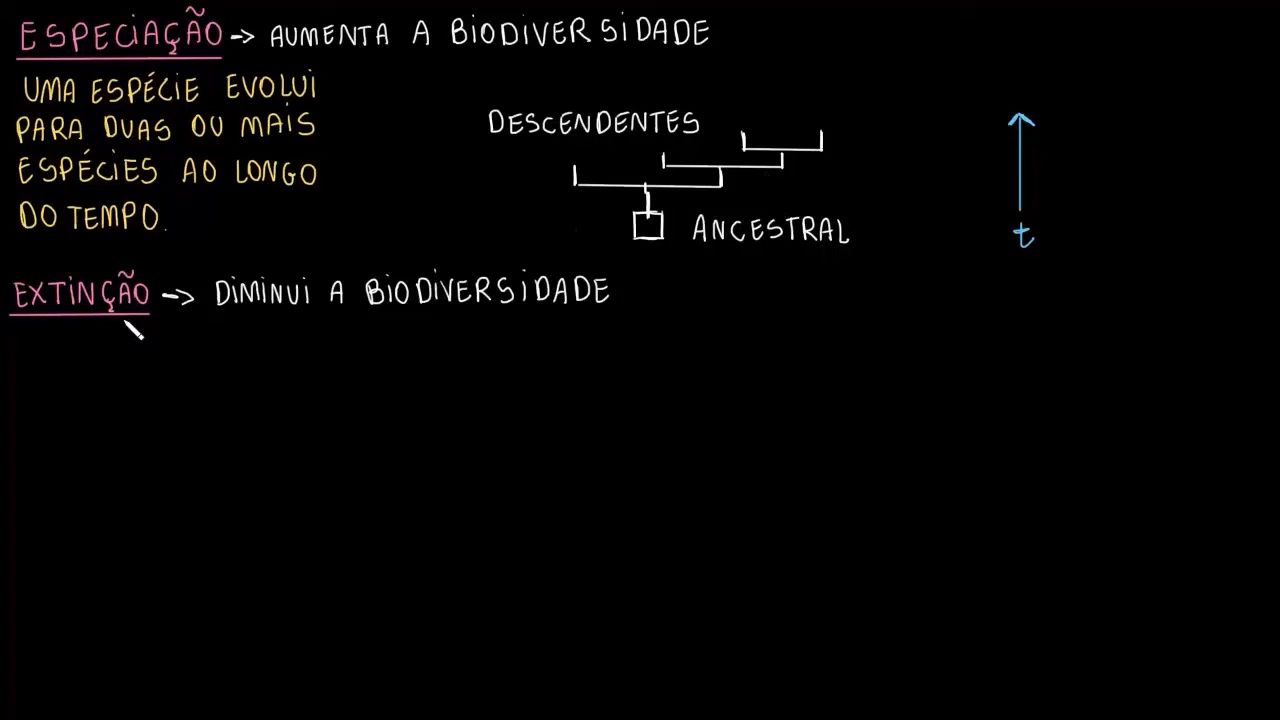 ESPECIAÇÃO → AUMENTA A BIODIVERSIDADE
UMA ESPÉCIE EVOLUI
PARA DUAS OU MAIS
ESPÉCIES AO LONGO
DO TEMPO.
DESCENDENTES
ANCESTRAL
t
EXTINÇÃO → DIMINUI A BIODIVERSIDADE